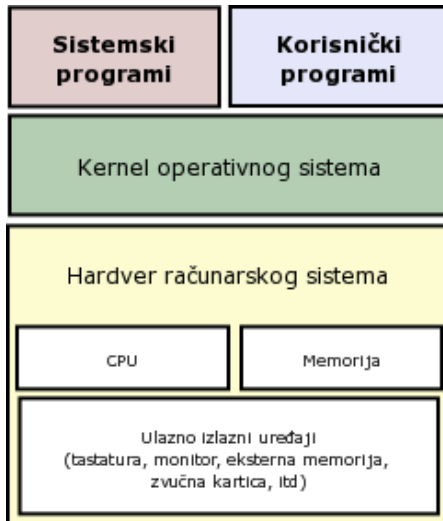 Sistemski
programi
Korisnički
programi
Kernel operativnog sistema
Hardver računarskog sistema
CPU
Memorija
Ulazno izlazni uređaji
(tastatura, monitor, eksterna memorija,
zvučna kartica, itd)